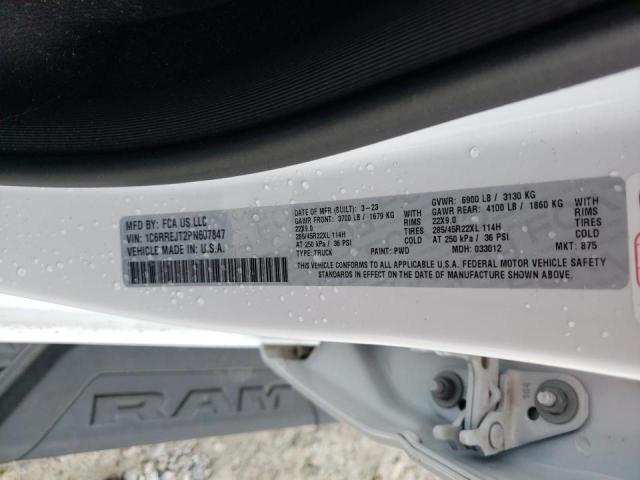 MFD BY: FCA US LLC
VIN: 1C6RREJT2PN607847
VEHICLE MADE IN: U.S.A.
DATE OF MFR (BUILT): 3-23
GAWR FRONT: 3700 LB / 1679 KG WITH
22X9.0 RIMS
285/45R22XL 114H TIRES
AT 250 kPa / 36 PSI COLD
TYPE: TRUCK PAINT: PWD
GVWR: 6900 LB / 3130 KG
GAWR REAR: 4100 LB / 1860 KG WITH
22X9.0 RIMS
285/45R22XL 114H TIRES
AT 250 kPa / 36 PSI COLD
MDH: 033012 MKT: 875
THIS VEHICLE CONFORMS TO ALL APPLICABLE U.S.A. FEDERAL MOTOR VEHICLE SAFETY
BUMPER, AND THEFT PREVENTION STANDARDS IN EFFECT ON THE DATE OF MANUFACTURE SHOWN ABOVE.
RAM